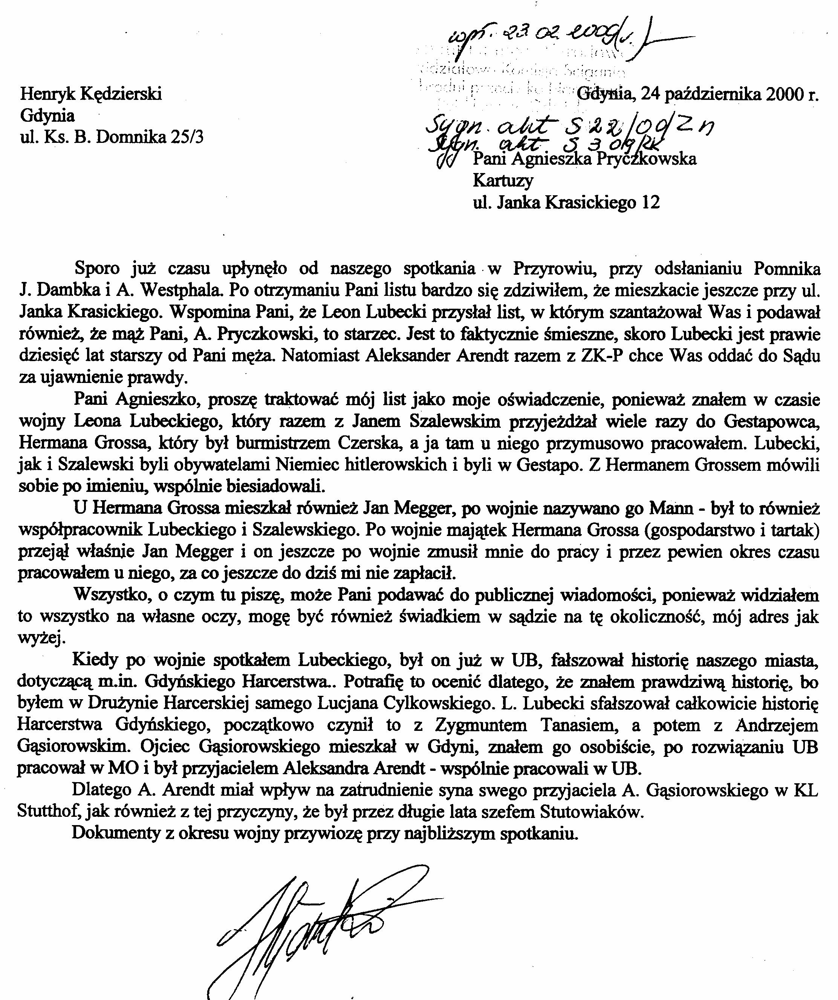 wpł. 23 02 2009
Komisja Ścigania
Henryk Kędzierski
Gdynia, 24 października 2000 r.
Gdynia
ul. Ks. B. Domnika 25/3
Sygn. akt S 22/00/Zn
Sygn. akt S 3 09/
Pani Agnieszka Pryczkowska
Kartuzy
ul. Janka Krasickiego 12
Sporo już czasu upłynęło od naszego spotkania w Przyrowiu, przy odsłanianiu Pomnika
J. Dambka i A. Westphala. Po otrzymaniu Pani listu bardzo się zdziwiłem, że mieszkacie jeszcze przy ul.
Janka Krasickiego. Wspomina Pani, że Leon Lubecki przysłał list, w którym szantażował Was i podawał
również, że mąż Pani, A. Pryczkowski, to starzec. Jest to faktycznie śmieszne, skoro Lubecki jest prawie
dziesięć lat starszy od Pani męża. Natomiast Aleksander Arendt razem z ZK-P chce Was oddać do Sądu
za ujawnienie prawdy.
Pani Agnieszko, proszę traktować mój list jako moje oświadczenie, ponieważ znałem w czasie
wojny Leona Lubeckiego, który razem z Janem Szalewskim przyjeżdżał wiele razy do Gestapowca,
Hermana Grossa, który był burmistrzem Czerska, a ja tam u niego przymusowo pracowałem. Lubecki,
jak i Szalewski byli obywatelami Niemiec hitlerowskich i byli w Gestapo. Z Hermanem Grossem mówili
sobie po imieniu, wspólnie biesiadowali.
U Hermana Grossa mieszkał również Jan Megger, po wojnie nazywano go Mann - był to również
współpracownik Lubeckiego i Szalewskiego. Po wojnie majątek Hermana Grossa (gospodarstwo i tartak)
przejął właśnie Jan Megger i on jeszcze po wojnie zmusił mnie do pracy i przez pewien okres czasu
pracowałem u niego, za co jeszcze do dziś mi nie zapłacił.
Wszystko, o czym tu piszę, może Pani podawać do publicznej wiadomości, ponieważ widziałem
to wszystko na własne oczy, mogę być również świadkiem w sądzie na tę okoliczność, mój adres jak
wyżej.
Kiedy po wojnie spotkałem Lubeckiego, był on już w UB, fałszował historię naszego miasta,
dotyczącą m.in. Gdyńskiego Harcerstwa.. Potrafię to ocenić dlatego, że znałem prawdziwą historię, bo
byłem w Drużynie Harcerskiej samego Lucjana Cylkowskiego. L. Lubecki sfałszował całkowicie historię
Harcerstwa Gdyńskiego, początkowo czynił to z Zygmuntem Tanasiem, a potem z Andrzejem
Gąsiorowskim. Ojciec Gąsiorowskiego mieszkał w Gdyni, znałem go osobiście, po rozwiązaniu UB
pracował w MO i był przyjacielem Aleksandra Arendt - wspólnie pracowali w UB.
Dlatego A. Arendt miał wpływ na zatrudnienie syna swego przyjaciela A. Gąsiorowskiego w KL
Stutthof, jak również z tej przyczyny, że był przez długie lata szefem Stutowiaków.
Dokumenty z okresu wojny przywiozę przy najbliższym spotkaniu.